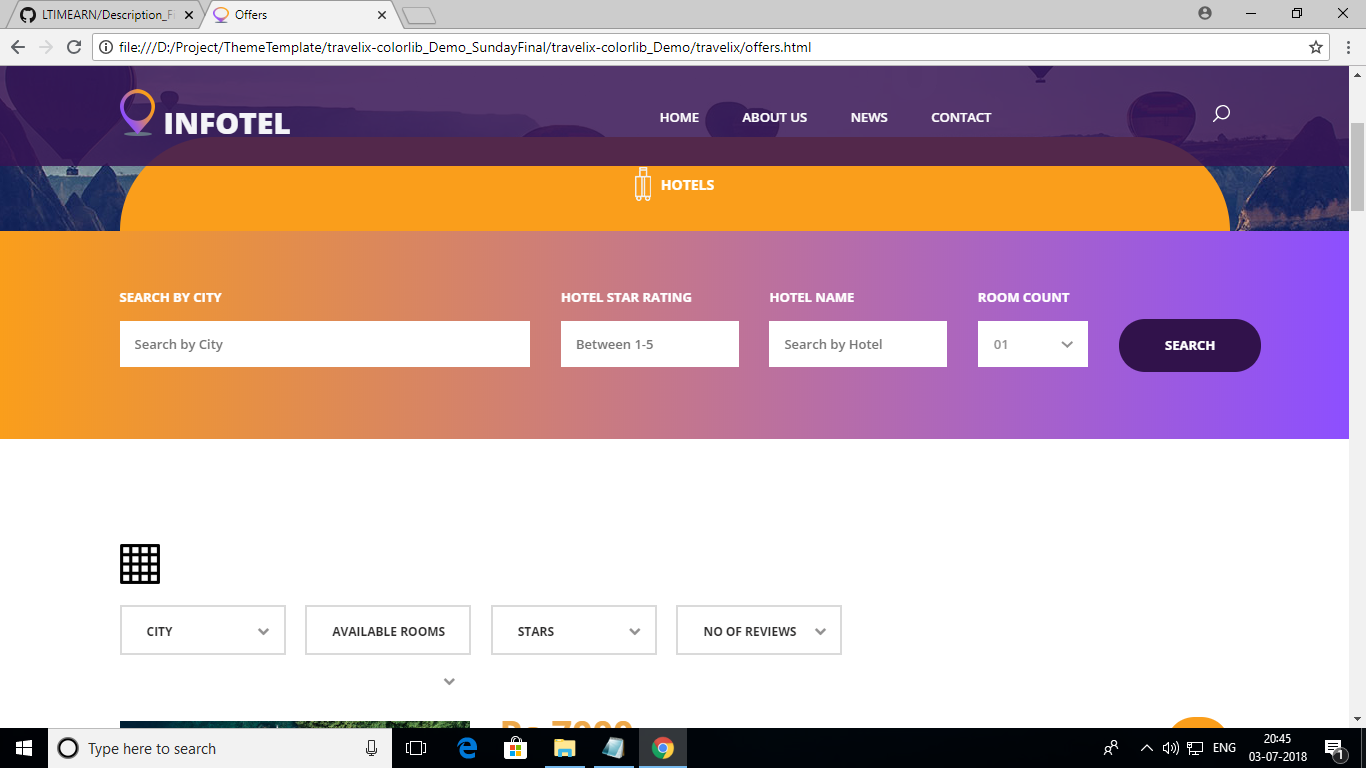 LTIMEARN/Description_F
Offers
file:///D:/Project/ThemeTemplate/travelix-colorlib_Demo_SundayFinal/travelix-colorlib_Demo/travelix/offers.html
INFOTEL
HOME ABOUT US NEWS CONTACT
HOTELS
SEARCH BY CITY HOTEL STAR RATING HOTEL NAME ROOM COUNT
Search by City Between 1-5 Search by Hotel 01 SEARCH
CITY AVAILABLE ROOMS STARS NO OF REVIEWS
Type here to search
ENG
20:45
03-07-2018
1